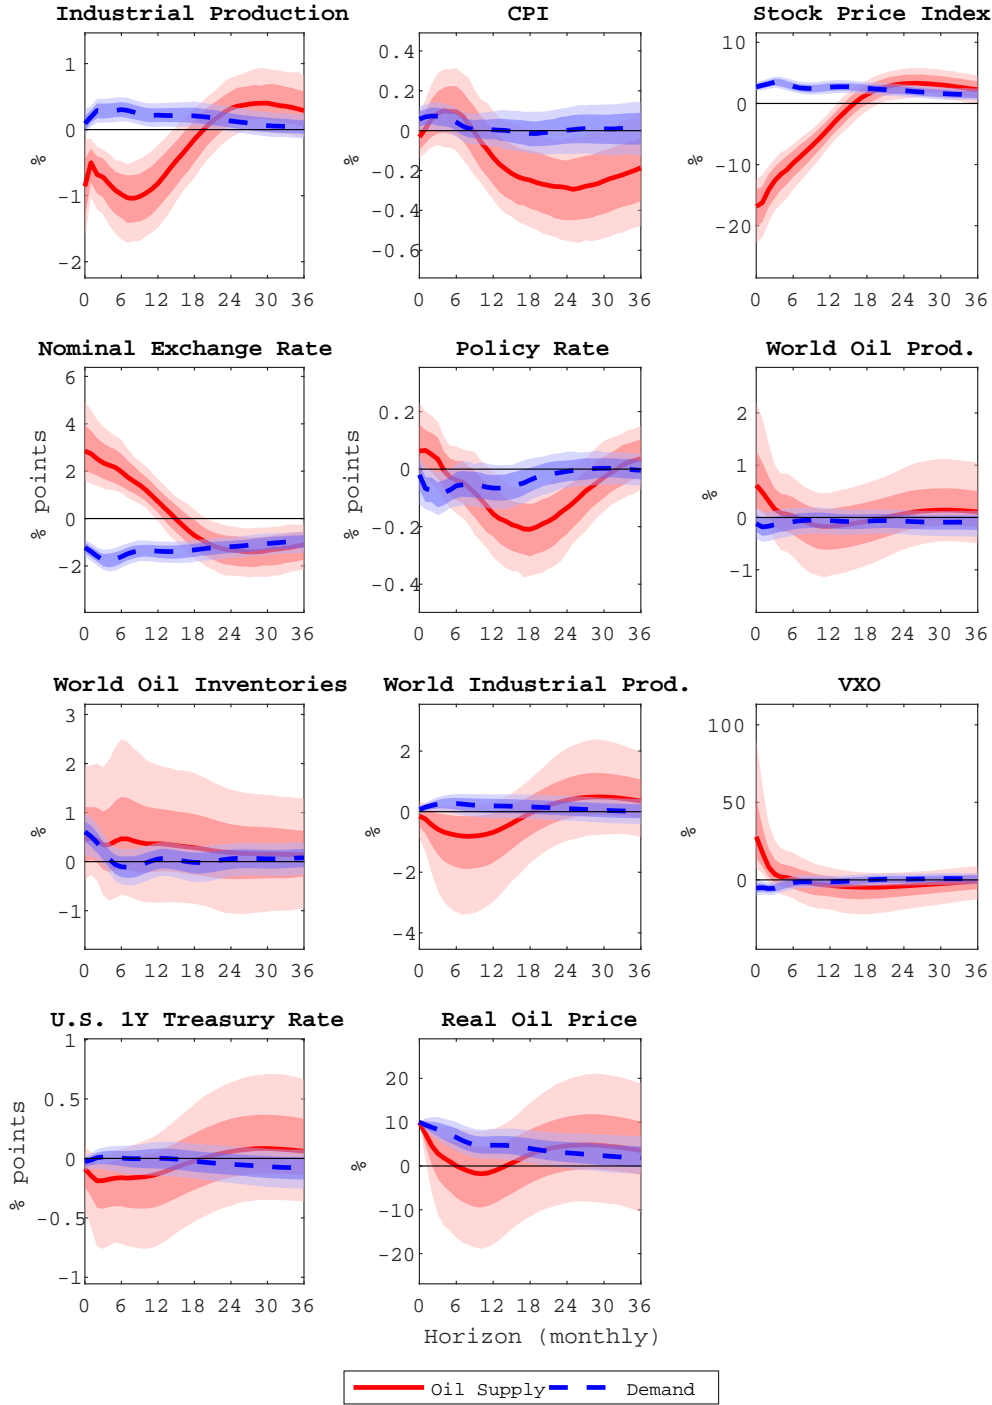 Industrial Production CPI Stock Price Index
1 0.4 10
0.2 0
0 0 -10
% -0.2 %
-1 -0.4 -20
-2 -0.6
0 6 12 18 24 30 36 0 6 12 18 24 30 36 0 6 12 18 24 30 36
Nominal Exchange Rate Policy Rate World Oil Prod.
6 0.2 2
4 0 1
% points 2 % points -0.2 % 0
0 -0.4 -1
-2
0 6 12 18 24 30 36 0 6 12 18 24 30 36 0 6 12 18 24 30 36
World Oil Inventories World Industrial Prod. VXO
3 2 100
2 0 50
% 1 % -2 % 0
0 -4
-1
0 6 12 18 24 30 36 0 6 12 18 24 30 36 0 6 12 18 24 30 36
U.S. 1Y Treasury Rate Real Oil Price
1 20
0.5 10
% points 0 % 0
-0.5 -10
-1 -20
0 6 12 18 24 30 36 0 6 12 18 24 30 36
Horizon (monthly)
Oil Supply Demand